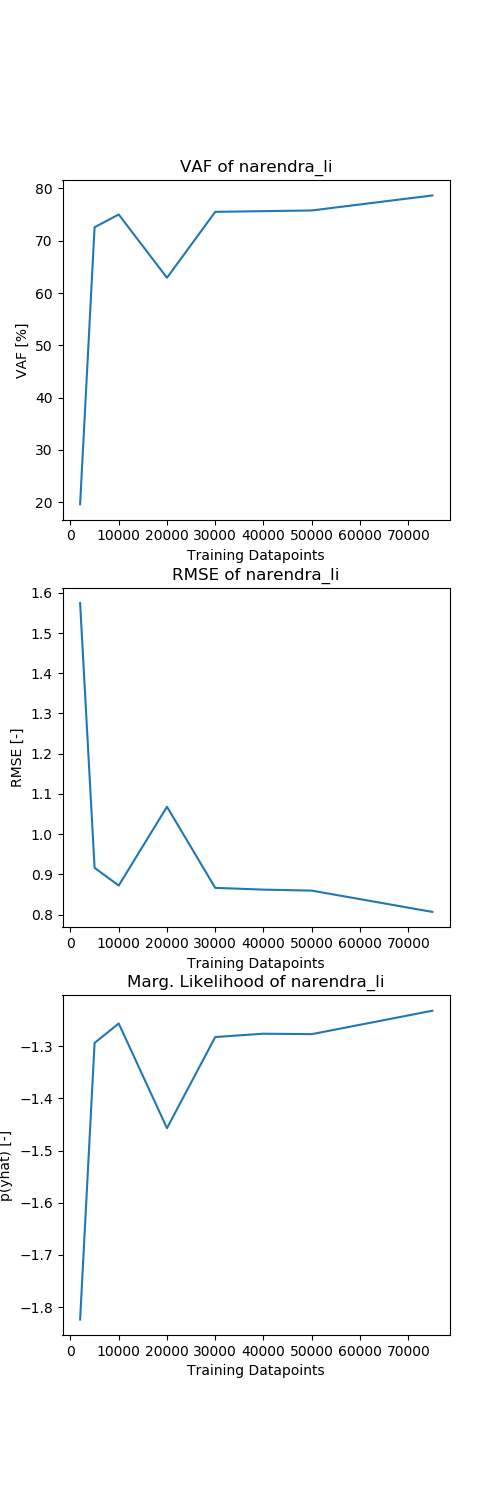 VAF of narendra_li
80
70
60
50
40
30
20
VAF [%]
0 10000 20000 30000 40000 50000 60000 70000
Training Datapoints
RMSE of narendra_li
1.6
1.5
1.4
1.3
1.2
1.1
1.0
0.9
0.8
RMSE [-]
0 10000 20000 30000 40000 50000 60000 70000
Training Datapoints
Marg. Likelihood of narendra_li
−1.3
−1.4
−1.5
−1.6
−1.7
−1.8
p(yhat) [-]
0 10000 20000 30000 40000 50000 60000 70000
Training Datapoints